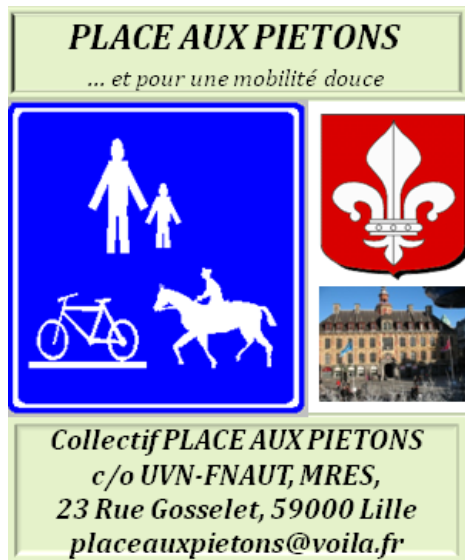 PLACE AUX PIETONS
... et pour une mobilité douce
Collectif PLACE AUX PIETONS
c/o UVN-FNAUT, MRES,
23 Rue Gosselet, 59000 Lille
placeauxpietons@voila.fr